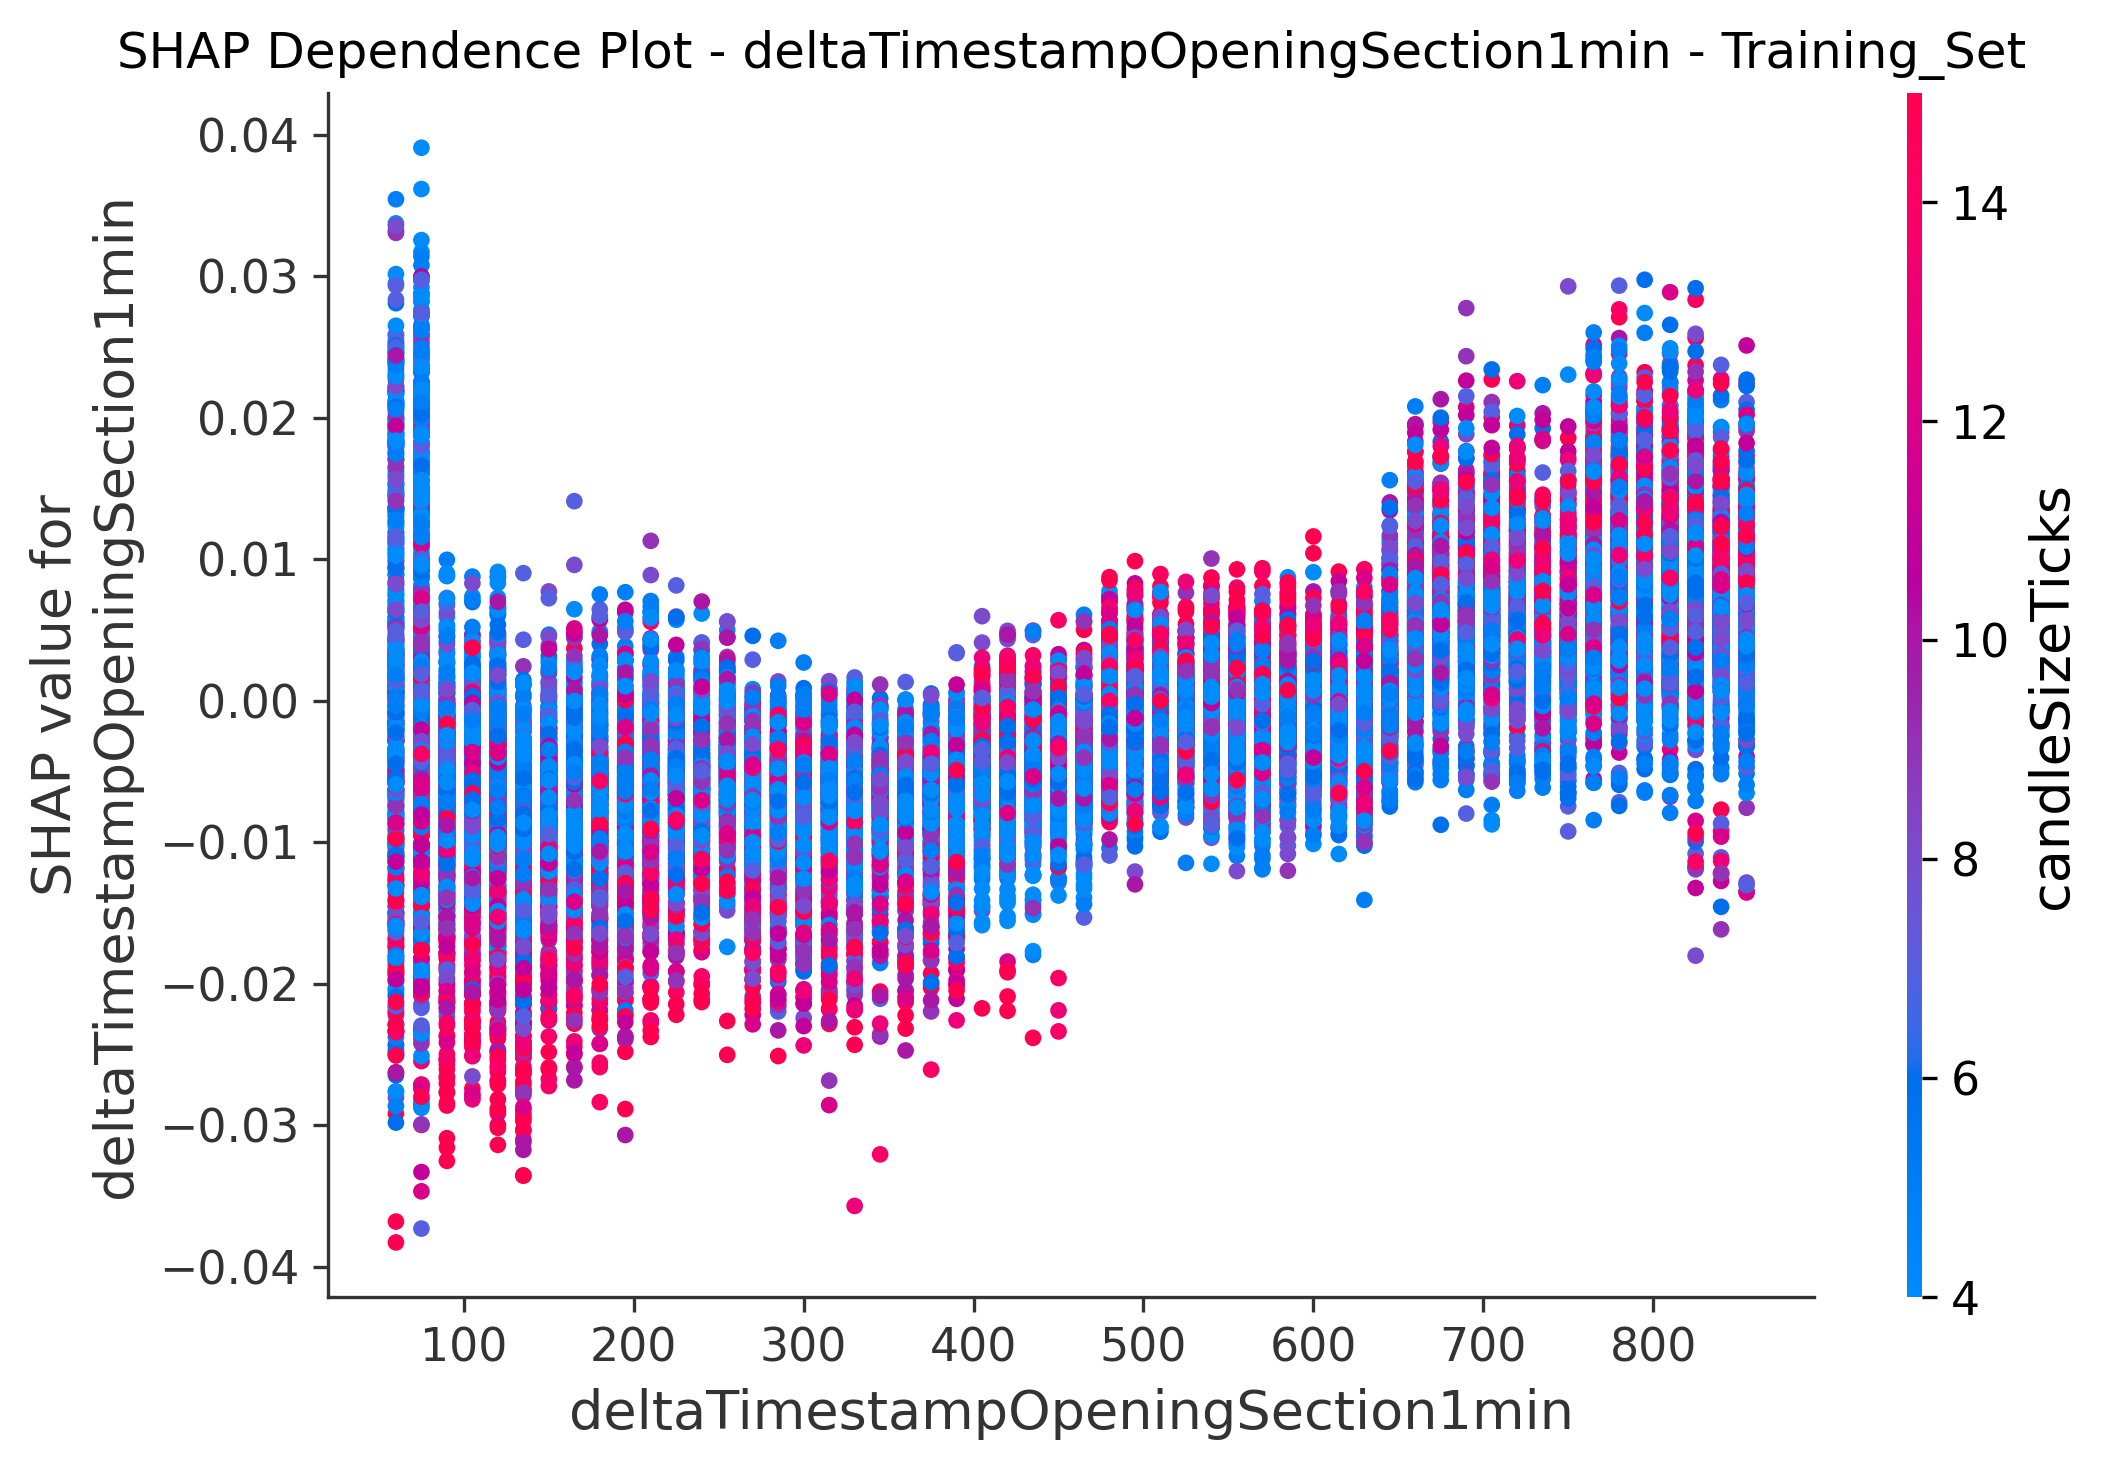 SHAP Dependence Plot - deltaTimestampOpeningSection1min - Training_Set
SHAP value for
deltaTimestampOpeningSection1min
0.04
0.03
0.02
0.01
0.00
−0.01
−0.02
−0.03
−0.04
100 200 300 400 500 600 700 800
deltaTimestampOpeningSection1min
14
12
10
8
6
4
candleSizeTicks